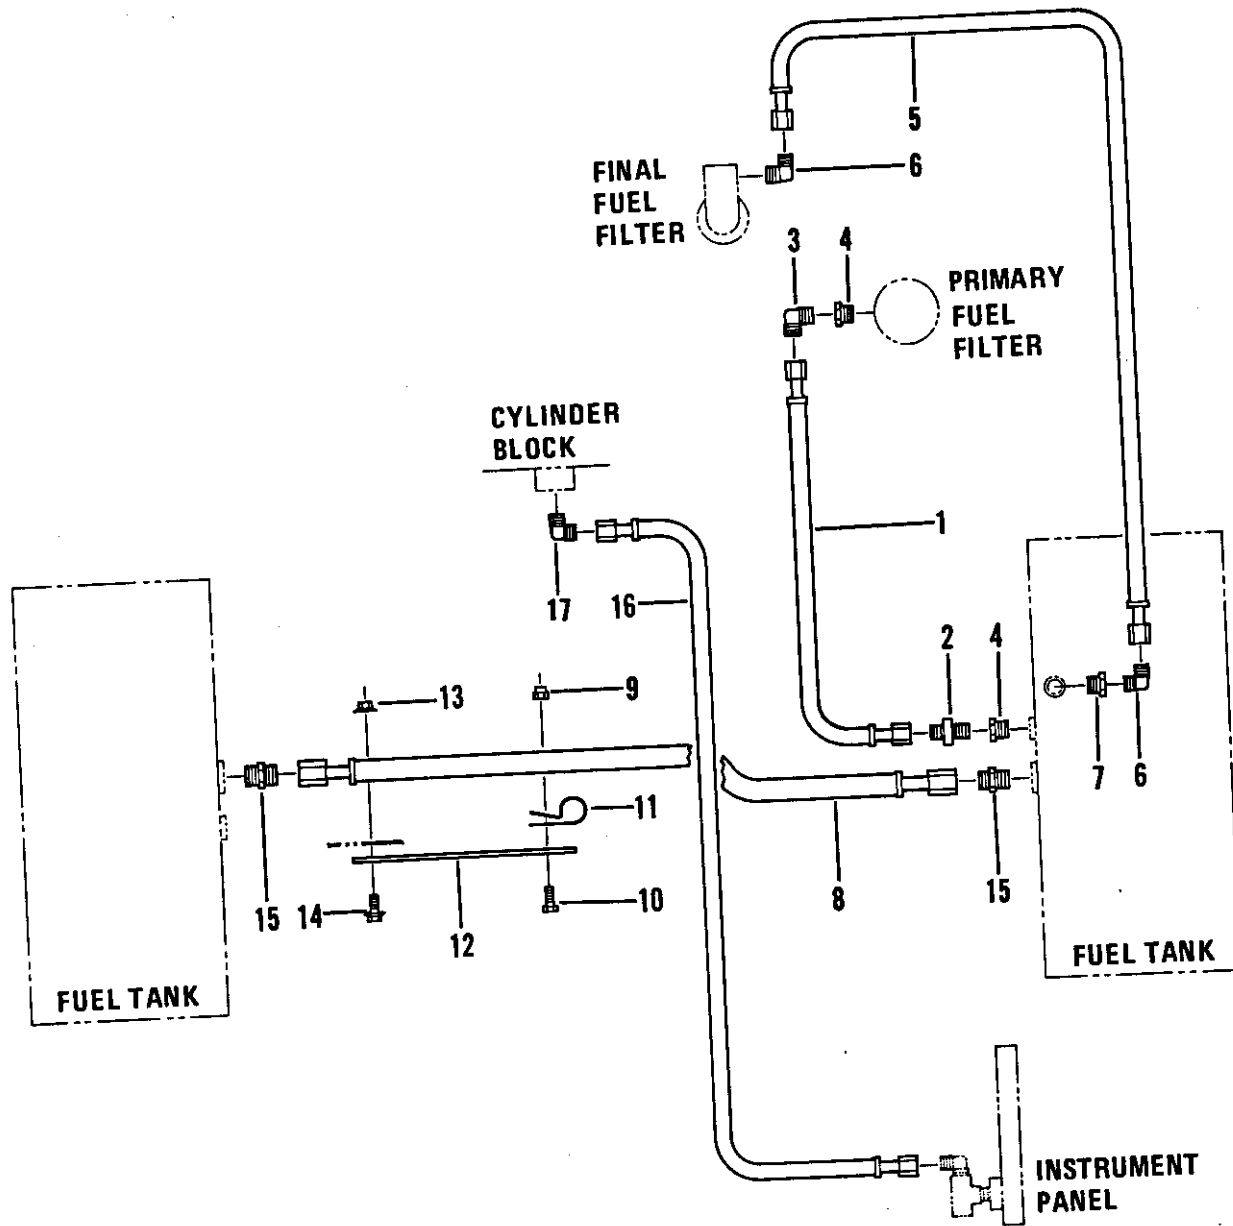 5
FINAL
FUEL
FILTER
6
3
4
PRIMARY
FUEL
FILTER
CYLINDER
BLOCK
1
17
16
2
4
13
9
7
6
11
15
14
12
10
8
15
FUEL TANK
FUEL TANK
INSTRUMENT
PANEL